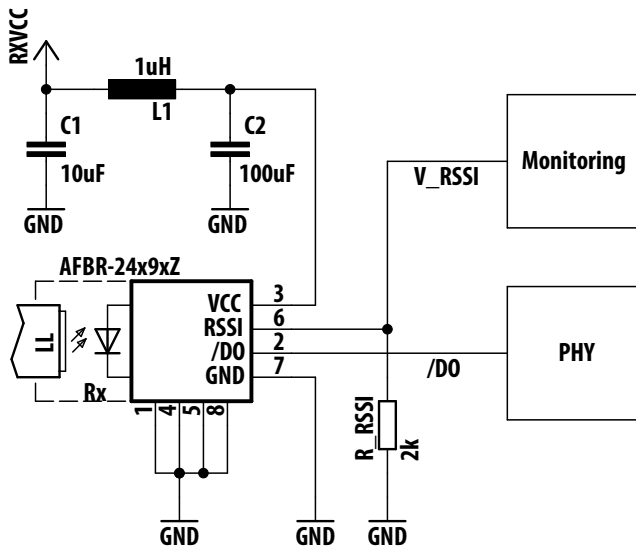 RXVCC
1uH
L1
C1
10uF
C2
100uF
GND
GND
Monitoring
V_RSSI
AFBR-24x9xZ
LL
Rx
VCC
3
RSSI
6
/DO
2
GND
7
PHY
/DO
1
4
5
8
R_RSSI
2k
GND
GND
GND